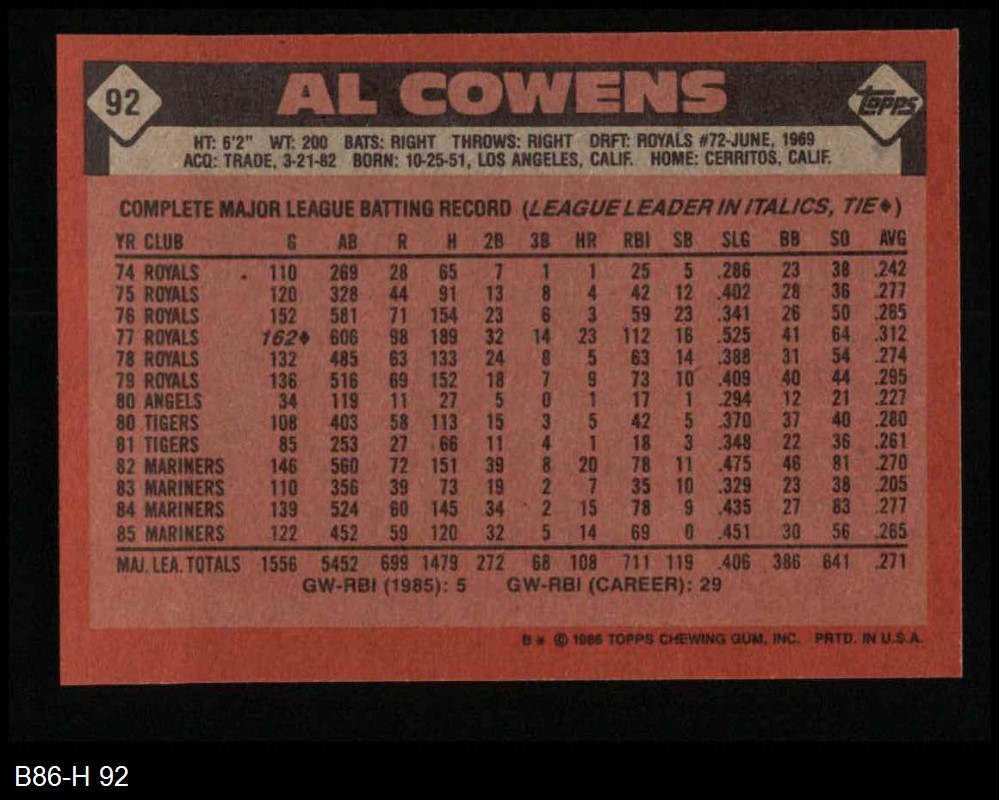 92 AL COWENS Topps
HT: 6'2" WT: 200 BATS: RIGHT THROWS: RIGHT DRFT: ROYALS #72-JUNE, 1969
ACQ: TRADE, 3-21-82 BORN: 10-25-51, LOS ANGELES, CALIF. HOME: CERRITOS, CALIF.
COMPLETE MAJOR LEAGUE BATTING RECORD (LEAGUE LEADER IN ITALICS, TIE♦)
YR CLUB G AB R H 2B 3B HR RBI SB SLG BB SO AVG
74 ROYALS 110 269 28 65 7 1 1 25 5 .286 23 38 .242
75 ROYALS 120 328 44 91 13 8 4 42 12 .402 28 36 .277
76 ROYALS 152 581 71 154 23 6 3 59 23 .341 26 50 .265
77 ROYALS 162♦ 606 98 189 32 14 23 112 16 .525 41 64 .312
78 ROYALS 132 485 63 133 24 8 5 63 14 .388 31 54 .274
79 ROYALS 136 516 69 152 18 7 9 73 10 .409 40 44 .295
80 ANGELS 34 119 11 27 5 0 1 17 1 .294 12 21 .227
80 TIGERS 108 403 58 113 15 3 5 42 5 .370 37 40 .280
81 TIGERS 85 253 27 66 11 4 1 18 3 .348 22 36 .261
82 MARINERS 146 560 72 151 39 8 20 78 11 .475 46 81 .270
83 MARINERS 110 356 39 73 19 2 7 35 10 .329 23 38 .205
84 MARINERS 139 524 60 145 34 2 15 78 9 .435 27 83 .277
85 MARINERS 122 452 59 120 32 5 14 69 0 .451 30 56 .265
MAJ. LEA. TOTALS 1556 5452 699 1479 272 68 108 711 119 .406 386 641 .271
GW-RBI (1985): 5 GW-RBI (CAREER): 29
B* © 1986 TOPPS CHEWING GUM, INC. PRTD. IN U.S.A.
B86-H 92